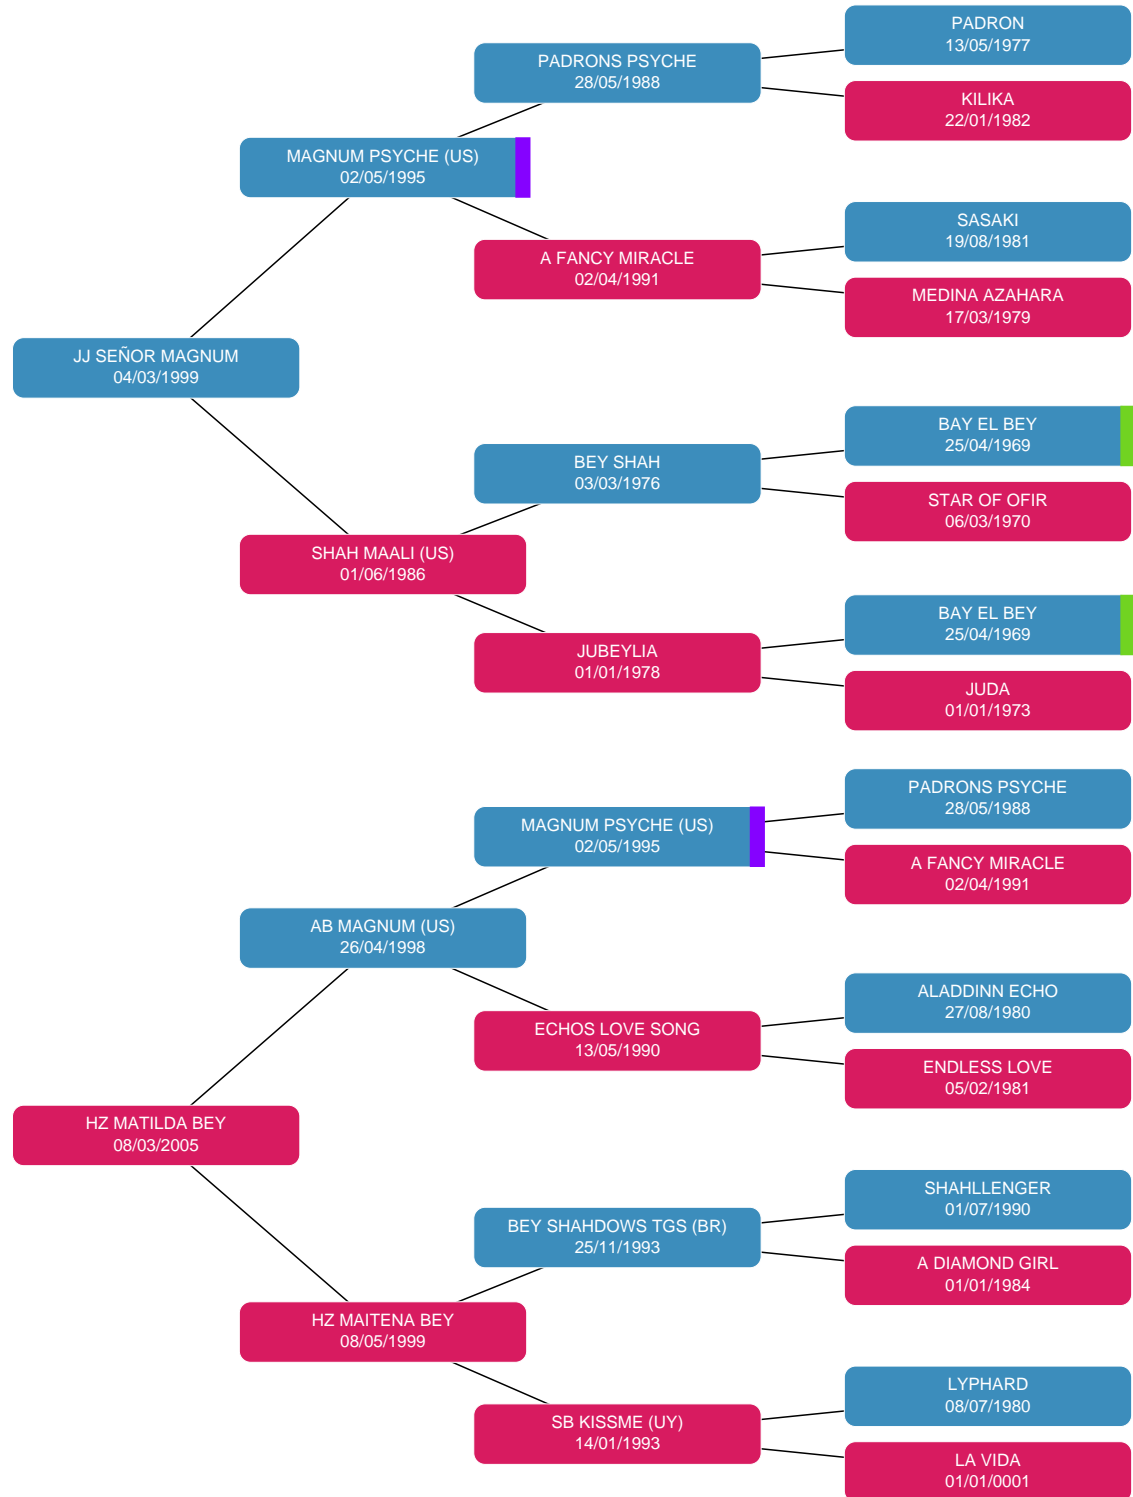 PADRON
13/05/1977
PADRONS PSYCHE
28/05/1988
KILIKA
22/01/1982
MAGNUM PSYCHE (US)
02/05/1995
SASAKI
19/08/1981
A FANCY MIRACLE
02/04/1991
MEDINA AZAHARA
17/03/1979
JJ SEÑOR MAGNUM
04/03/1999
BAY EL BEY
25/04/1969
BEY SHAH
03/03/1976
STAR OF OFIR
06/03/1970
SHAH MAALI (US)
01/06/1986
BAY EL BEY
25/04/1969
JUBEYLIA
01/01/1978
JUDA
01/01/1973
PADRONS PSYCHE
28/05/1988
MAGNUM PSYCHE (US)
02/05/1995
A FANCY MIRACLE
02/04/1991
AB MAGNUM (US)
26/04/1998
ALADDINN ECHO
27/08/1980
ECHOS LOVE SONG
13/05/1990
ENDLESS LOVE
05/02/1981
HZ MATILDA BEY
08/03/2005
SHAHLLENGER
01/07/1990
BEY SHAHDOWS TGS (BR)
25/11/1993
A DIAMOND GIRL
01/01/1984
HZ MAITENA BEY
08/05/1999
LYPHARD
08/07/1980
SB KISSME (UY)
14/01/1993
LA VIDA
01/01/0001